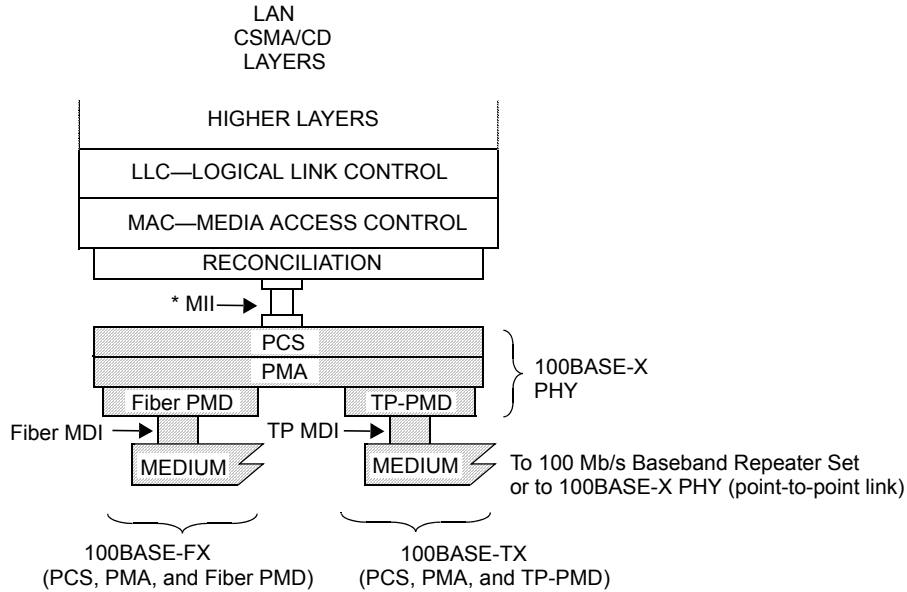 LAN
CSMA/CD
LAYERS
HIGHER LAYERS
LLC—LOGICAL LINK CONTROL
MAC—MEDIA ACCESS CONTROL
RECONCILIATION
* MII
PCS
PMA
100BASE-X
PHY
Fiber PMD
TP-PMD
Fiber MDI
TP MDI
MEDIUM
MEDIUM
To 100 Mb/s Baseband Repeater Set
or to 100BASE-X PHY (point-to-point link)
100BASE-FX
(PCS, PMA, and Fiber PMD)
100BASE-TX
(PCS, PMA, and TP-PMD)